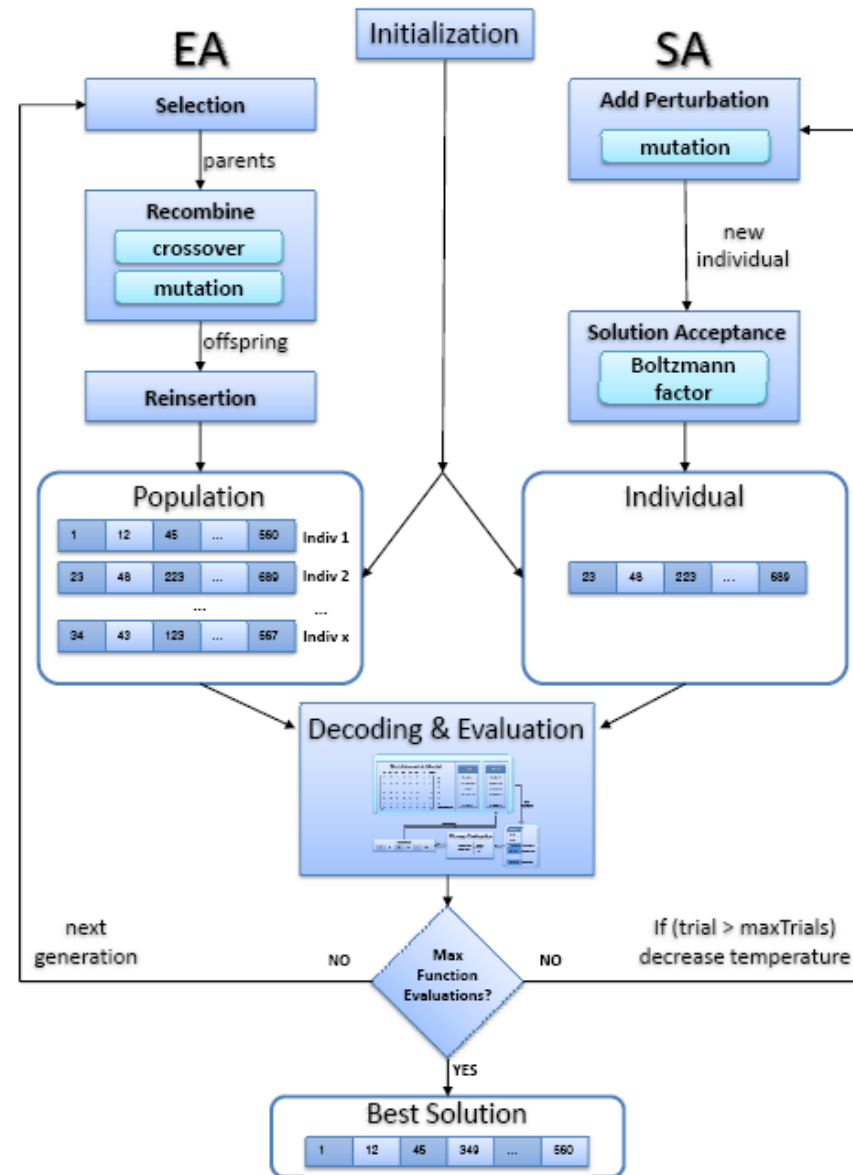 EA
Initialization
SA
Selection
parents
Recombine
crossover
mutation
offspring
Reinsertion
Add Perturbation
mutation
new
individual
Solution Acceptance
Boltzmann
factor
Population
1 12 45 ... 560 Indiv 1
23 48 223 ... 689 Indiv 2
... ...
34 43 123 ... 567 Indiv x
Individual
23 48 223 ... 689
Decoding & Evaluation
next
generation
NO
Max
Function
Evaluations?
NO
If (trial > maxTrials)
decrease temperature
YES
Best Solution
1 12 45 349 ... 560